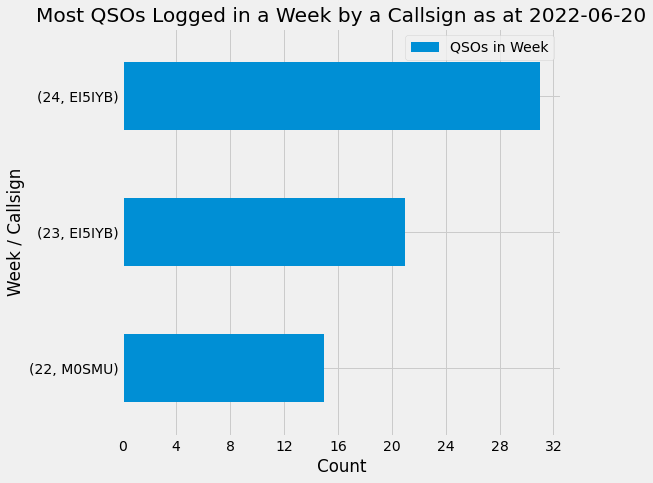 Most QSOs Logged in a Week by a Callsign as at 2022-06-20
QSOs in Week
(24, EI5IYB)
(23, EI5IYB)
(22, M0SMU)
Week / Callsign
0 4 8 12 16 20 24 28 32
Count